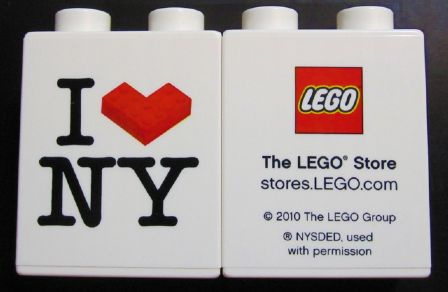 I
NY
LEGO
The LEGO® Store
stores.LEGO.com
© 2010 The LEGO Group
® NYSDED, used
with permission